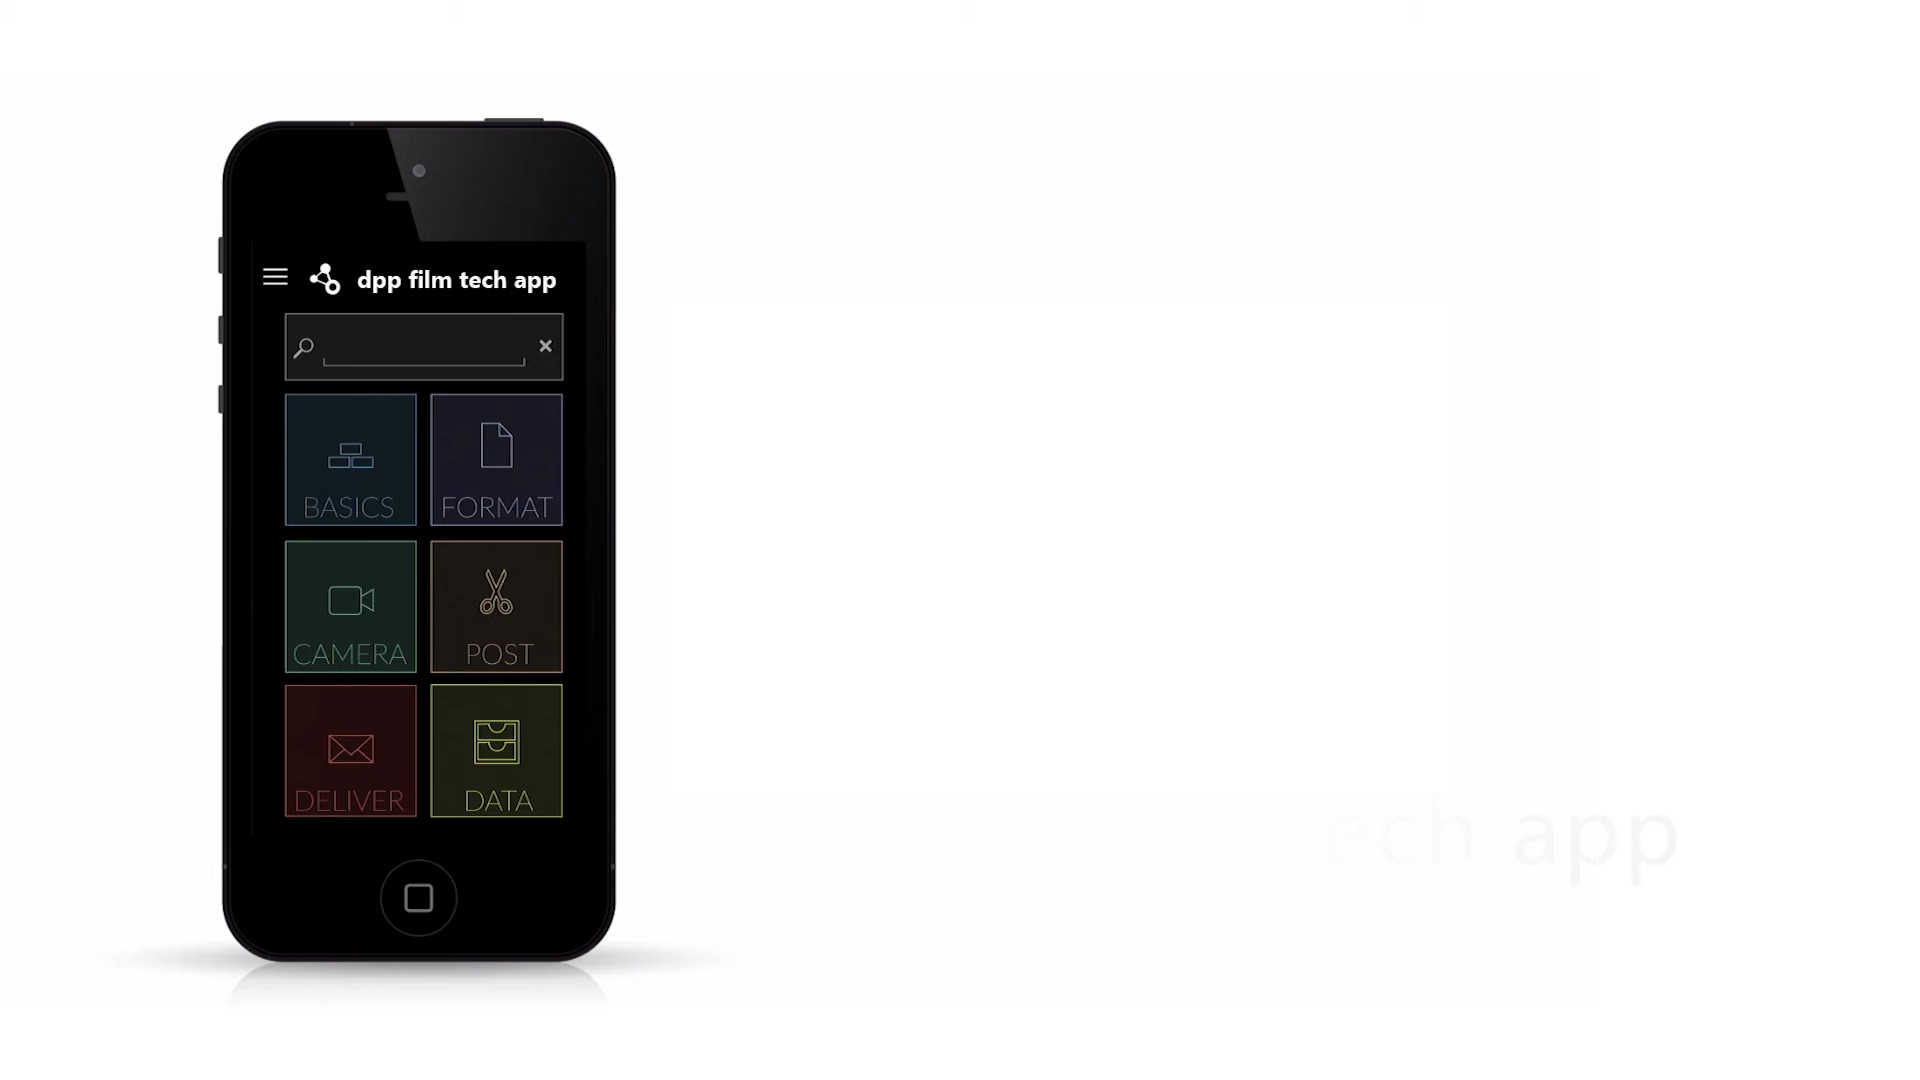 dpp film tech app
BASICS
FORMAT
CAMERA
POST
DELIVER
DATA
tech app